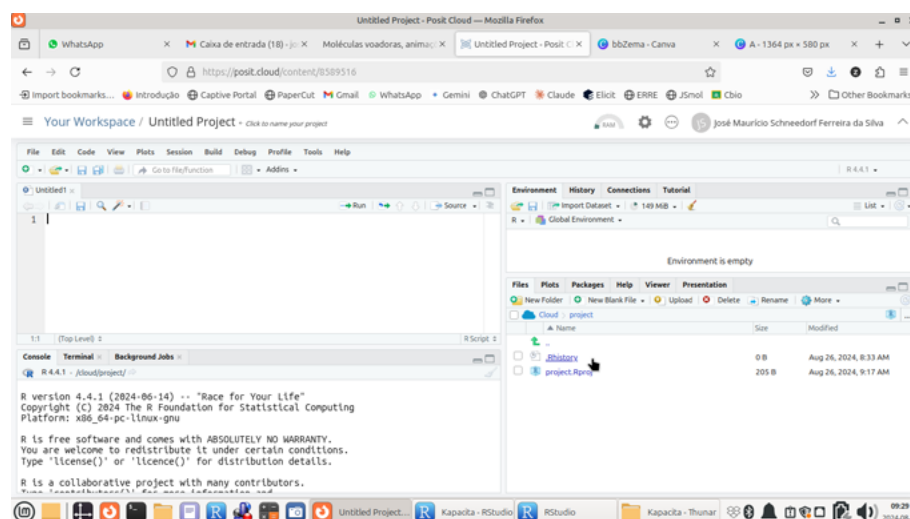 Untitled Project - Posit Cloud — Mozilla Firefox
WhatsApp × Caixa de entrada (18) - jo × Moléculas voadoras, animaç × Untitled Project - Posit C × bbZema - Canva × A - 1364 px × 580 px × +
https://posit.cloud/content/8589516
Import bookmarks... Introdução Captive Portal PaperCut Gmail WhatsApp Gemini ChatGPT Claude Elicit ERRE JSmol Cbio Other Bookmarks
Your Workspace / Untitled Project - Click to name your project RAM José Maurício Schneedorf Ferreira da Silva
File Edit Code View Plots Session Build Debug Profile Tools Help
Go to file/function Addins R 4.4.1
Untitled1 ×
Run Source
1
1:1 (Top Level) R Script
Console Terminal × Background Jobs ×
R 4.4.1 · /cloud/project/
R version 4.4.1 (2024-06-14) -- "Race for Your Life"
Copyright (C) 2024 The R Foundation for Statistical Computing
Platform: x86_64-pc-linux-gnu
R is free software and comes with ABSOLUTELY NO WARRANTY.
You are welcome to redistribute it under certain conditions.
Type 'license()' or 'licence()' for distribution details.
R is a collaborative project with many contributors.
Type 'contributors()' for more information and
Environment History Connections Tutorial
Import Dataset 149 MiB List
R Global Environment
Environment is empty
Files Plots Packages Help Viewer Presentation
New Folder New Blank File Upload Delete Rename More
Cloud project
Name Size Modified
..
.Rhistory 0 B Aug 26, 2024, 8:33 AM
project.Rproj 205 B Aug 26, 2024, 9:17 AM
Untitled Project... Kapacita - RStudio RStudio Kapacita - Thunar 09:29